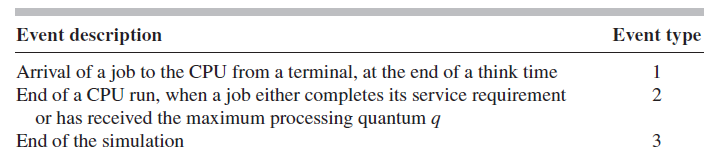 Event description Event type
Arrival of a job to the CPU from a terminal, at the end of a think time 1
End of a CPU run, when a job either completes its service requirement 2
or has received the maximum processing quantum q
End of the simulation 3